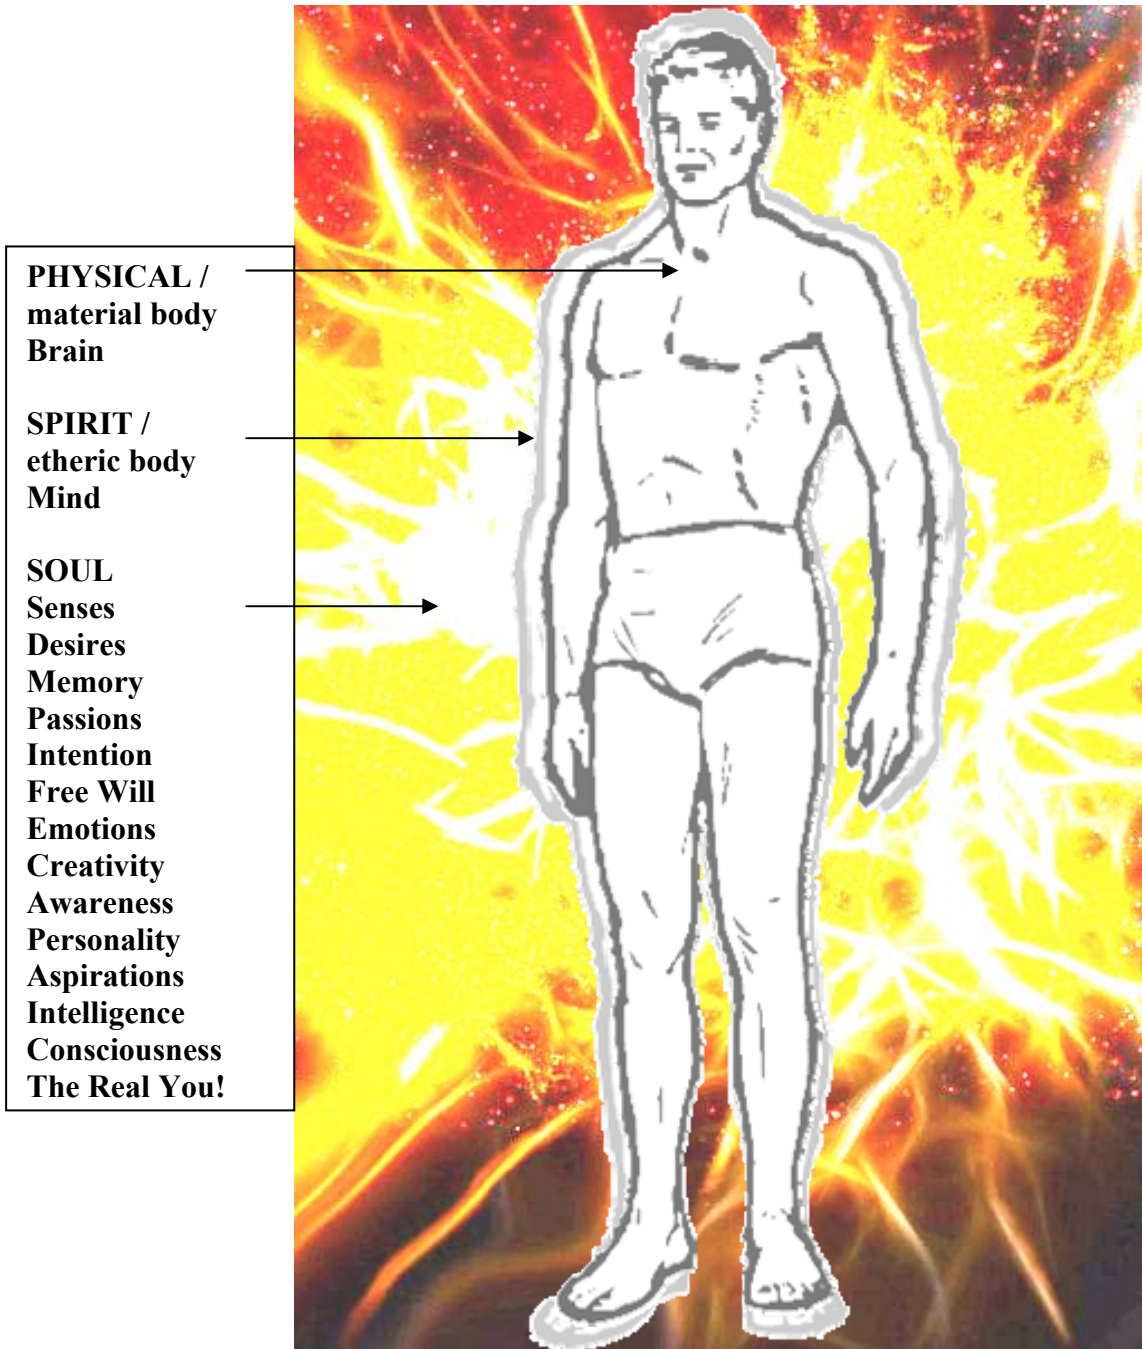 PHYSICAL /
material body
Brain
SPIRIT /
etheric body
Mind
SOUL
Senses
Desires
Memory
Passions
Intention
Free Will
Emotions
Creativity
Awareness
Personality
Aspirations
Intelligence
Consciousness
The Real You!